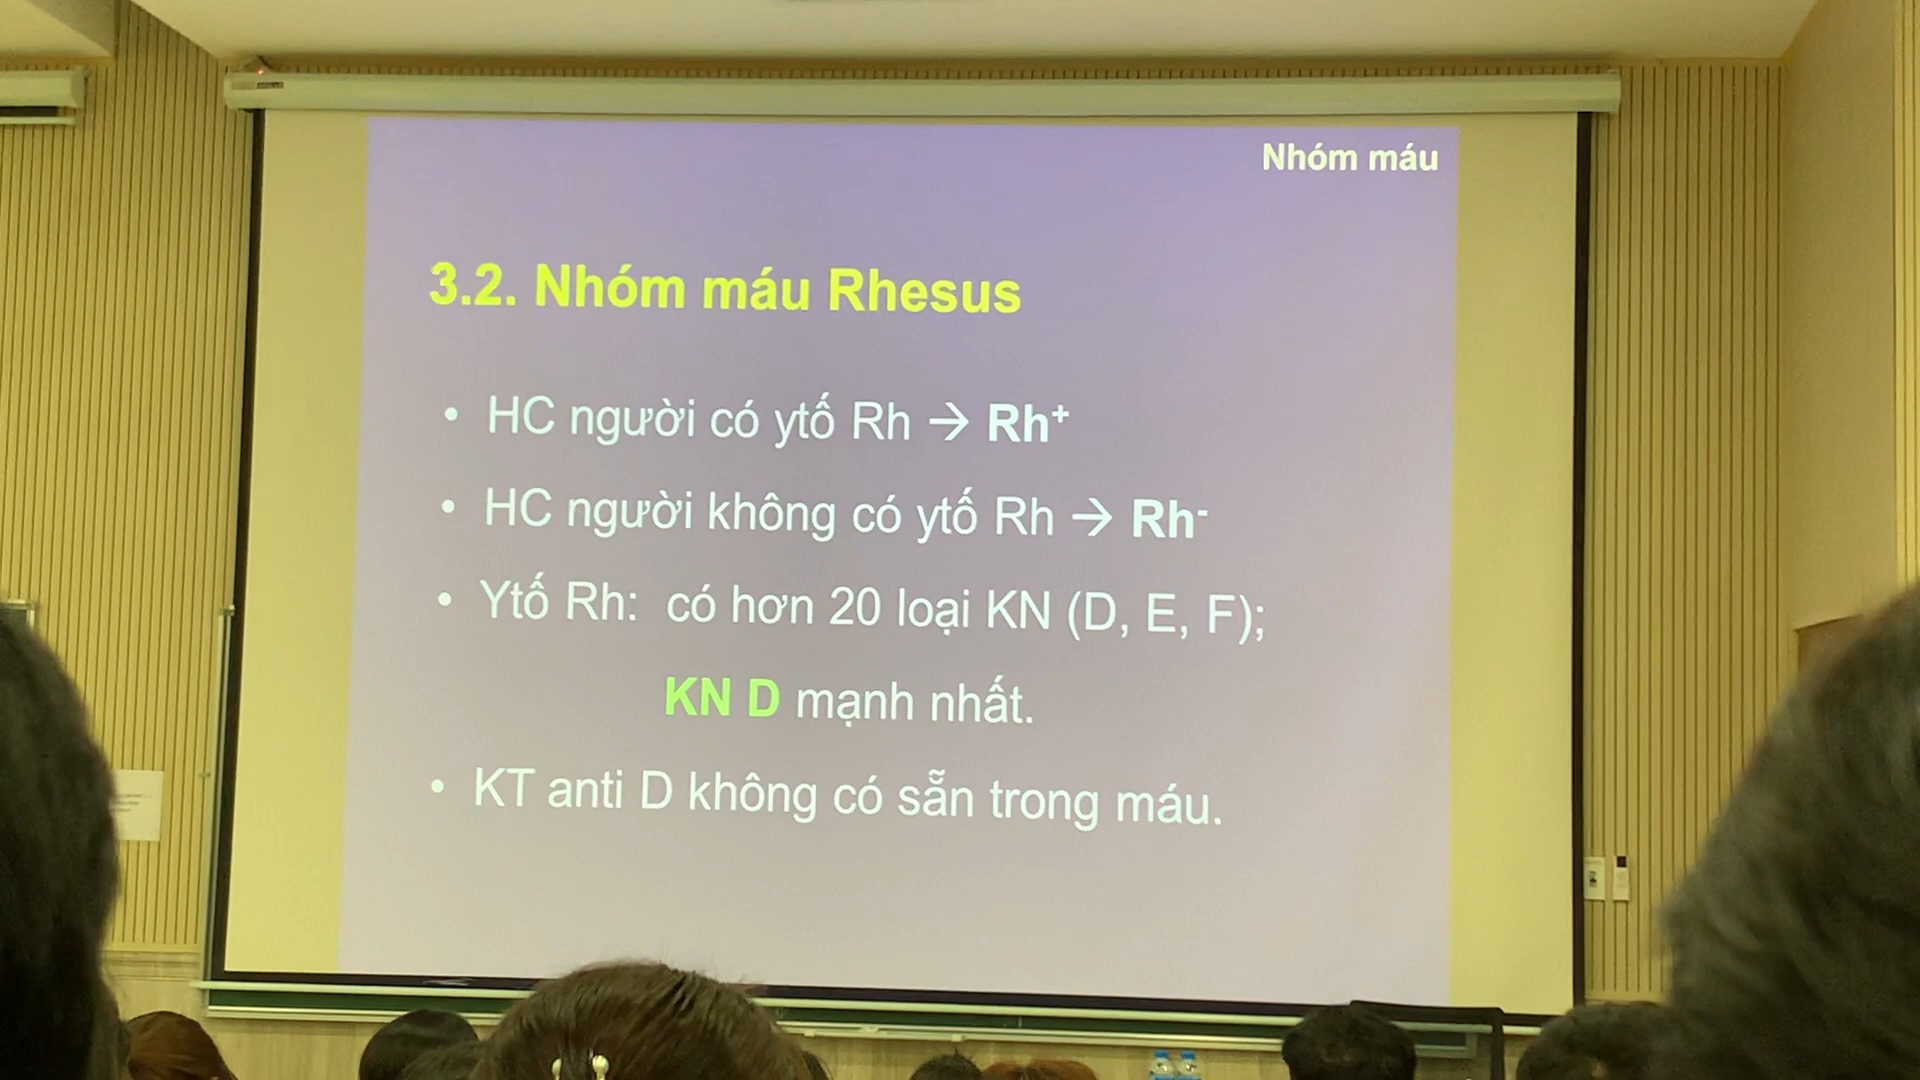 Nhóm máu
3.2. Nhóm máu Rhesus
• HC người có ytố Rh → Rh⁺
• HC người không có ytố Rh → Rh⁻
• Ytố Rh: có hơn 20 loại KN (D, E, F);
KN D mạnh nhất.
• KT anti D không có sẵn trong máu.